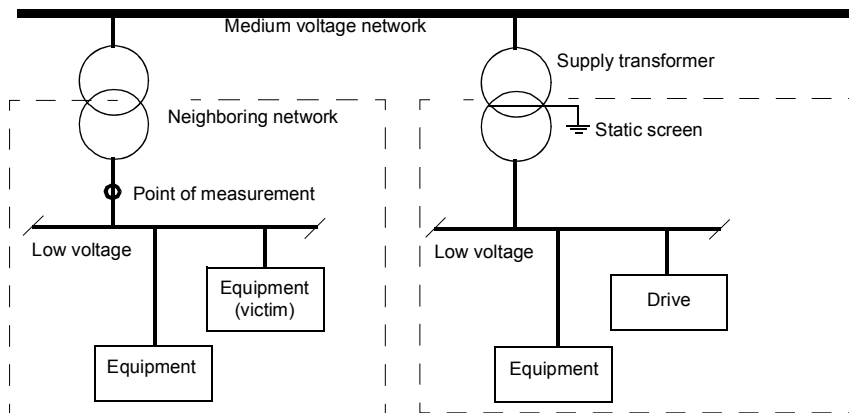 Medium voltage network
Supply transformer
Neighboring network
Static screen
Point of measurement
Low voltage
Low voltage
Equipment
(victim)
Drive
Equipment
Equipment